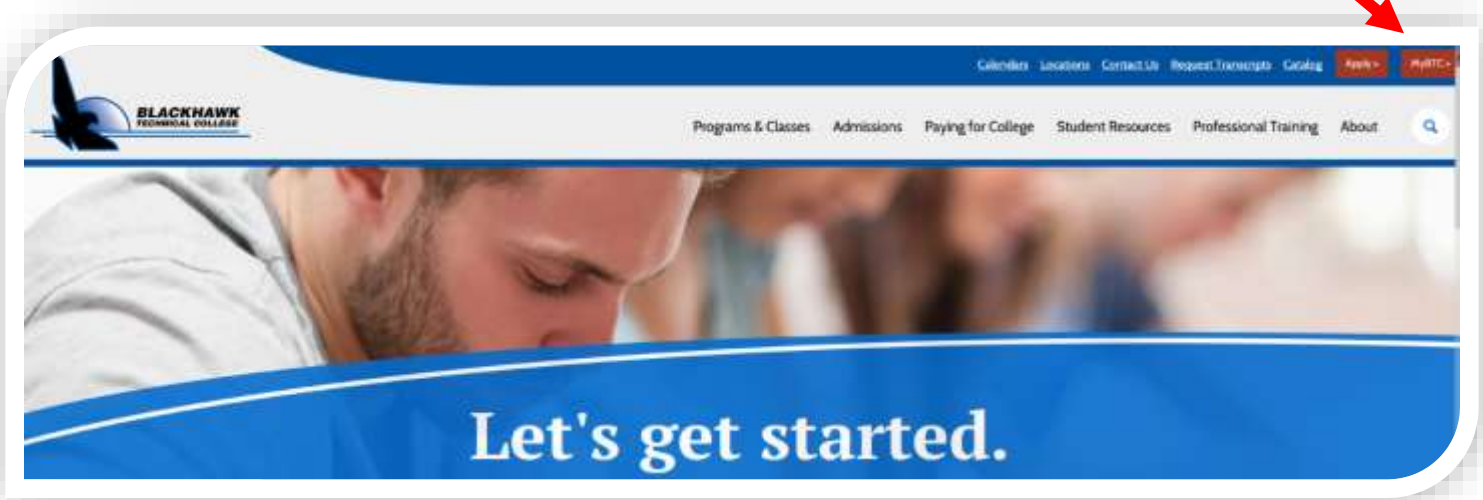 Calendars Locations Contact Us Request Transcripts Catalog Apply > MyBTC >
BLACKHAWK
TECHNICAL COLLEGE
Programs & Classes Admissions Paying for College Student Resources Professional Training About
Let's get started.